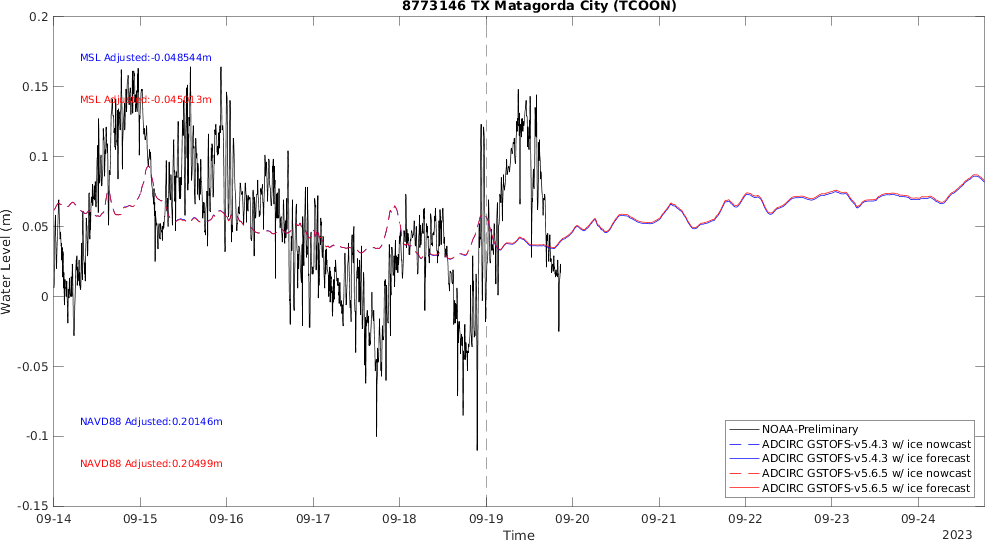 8773146 TX Matagorda City (TCOON)
0.2
0.15
0.1
0.05
0
-0.05
-0.1
-0.15
Water Level (m)
MSL Adjusted:-0.048544m
MSL Adjusted:-0.045013m
NAVD88 Adjusted:0.20146m
NAVD88 Adjusted:0.20499m
NOAA-Preliminary
ADCIRC GSTOFS-v5.4.3 w/ ice nowcast
ADCIRC GSTOFS-v5.4.3 w/ ice forecast
ADCIRC GSTOFS-v5.6.5 w/ ice nowcast
ADCIRC GSTOFS-v5.6.5 w/ ice forecast
09-14 09-15 09-16 09-17 09-18 09-19 09-20 09-21 09-22 09-23 09-24
Time
2023